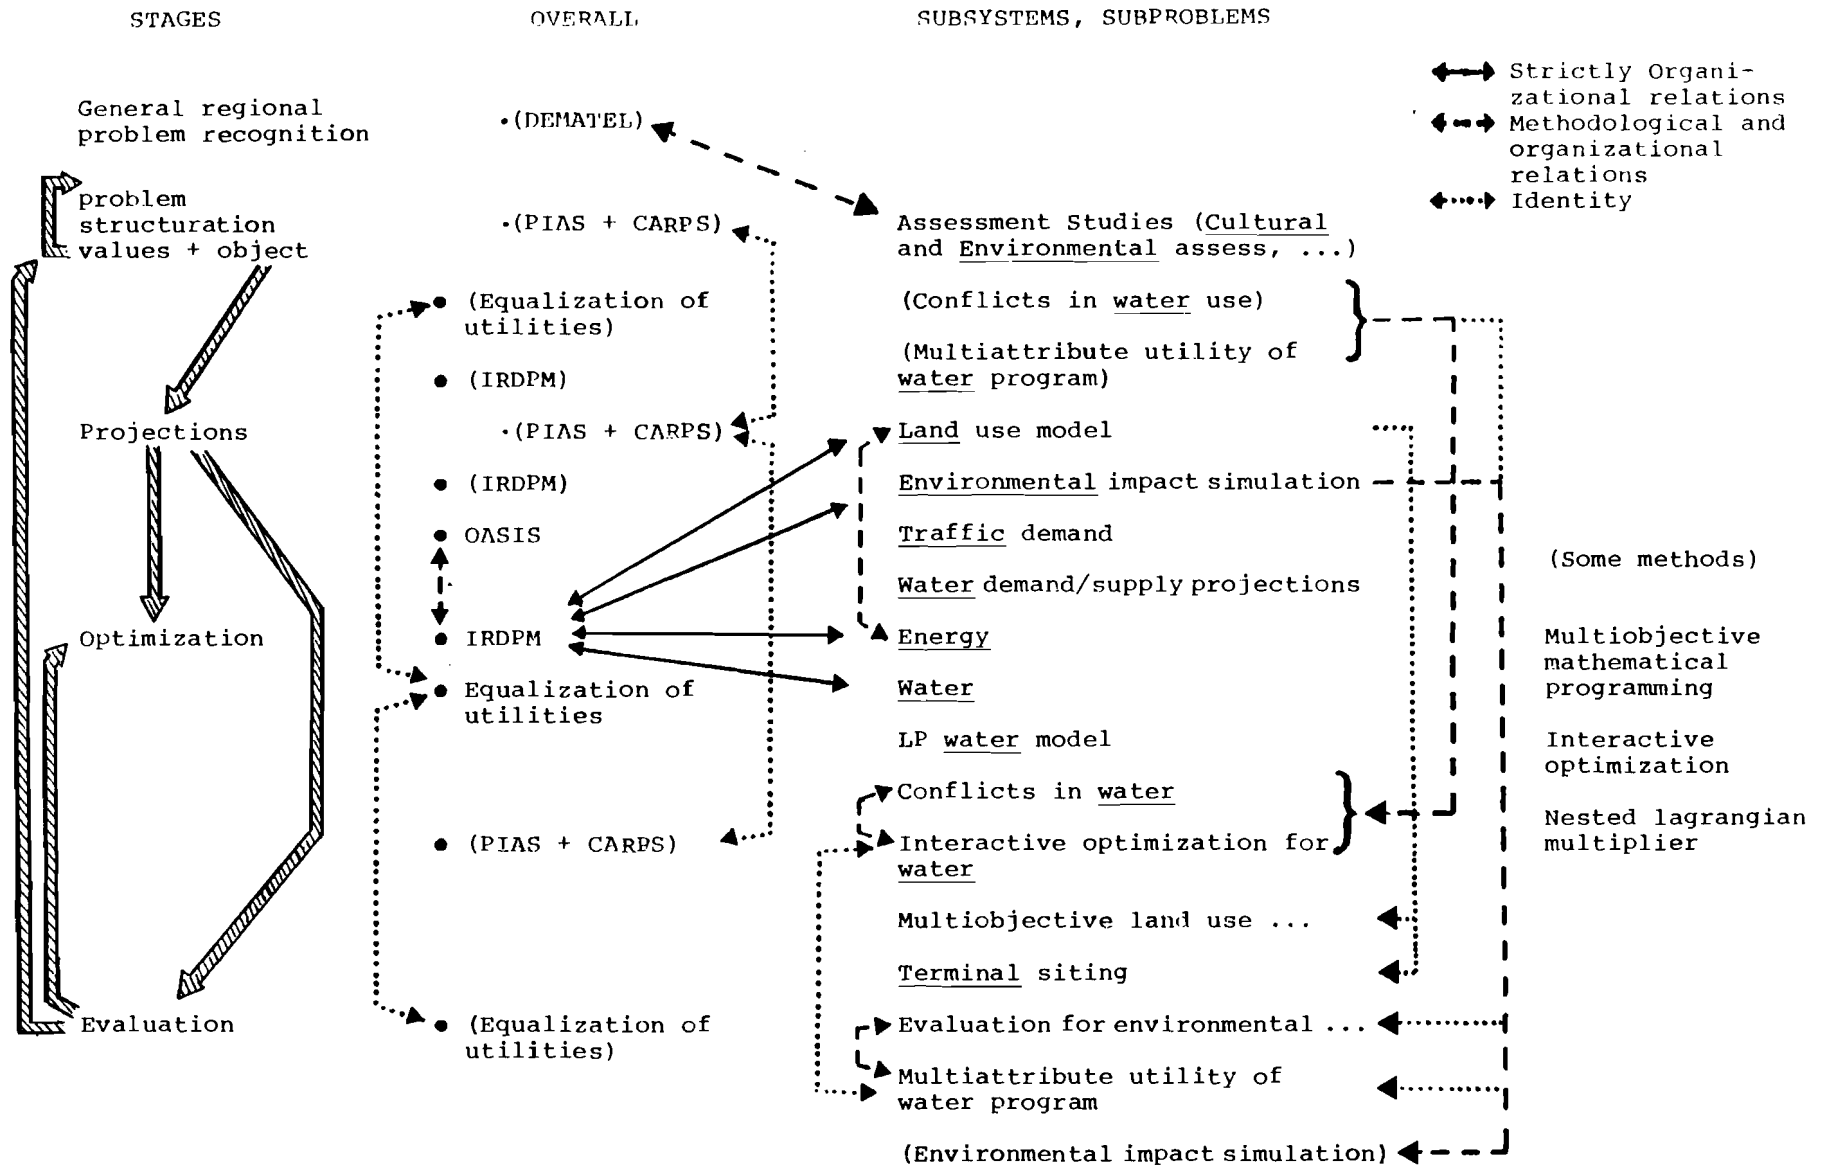 STAGES
OVERALL
SUBSYSTEMS, SUBPROBLEMS
Strictly Organi-
zational relations
Methodological and
organizational
relations
Identity
General regional
problem recognition
problem
structuration
values + object
Projections
Optimization
Evaluation
·(DEMATEL)
·(PIAS + CARPS)
● (Equalization of
utilities)
● (IRDPM)
·(PIAS + CARPS)
● (IRDPM)
● OASIS
● IRDPM
● Equalization of
utilities
● (PIAS + CARPS)
● (Equalization of
utilities)
Assessment Studies (Cultural
and Environmental assess, ...)
(Conflicts in water use)
(Multiattribute utility of
water program)
Land use model
Environmental impact simulation
Traffic demand
Water demand/supply projections
Energy
Water
LP water model
Conflicts in water
Interactive optimization for
water
Multiobjective land use ...
Terminal siting
Evaluation for environmental ...
Multiattribute utility of
water program
(Environmental impact simulation)
(Some methods)
Multiobjective
mathematical
programming
Interactive
optimization
Nested lagrangian
multiplier